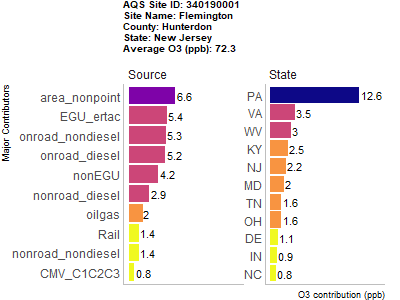 AQS Site ID: 340190001
Site Name: Flemington
County: Hunterdon
State: New Jersey
Average O3 (ppb): 72.3
Major Contributors
Source
area_nonpoint 6.6
EGU_ertac 5.4
onroad_nondiesel 5.3
onroad_diesel 5.2
nonEGU 4.2
nonroad_diesel 2.9
oilgas 2
Rail 1.4
nonroad_nondiesel 1.4
CMV_C1C2C3 0.8
State
PA 12.6
VA 3.5
WV 3
KY 2.5
NJ 2.2
MD 2
TN 1.6
OH 1.6
DE 1.1
IN 0.9
NC 0.8
O3 contribution (ppb)